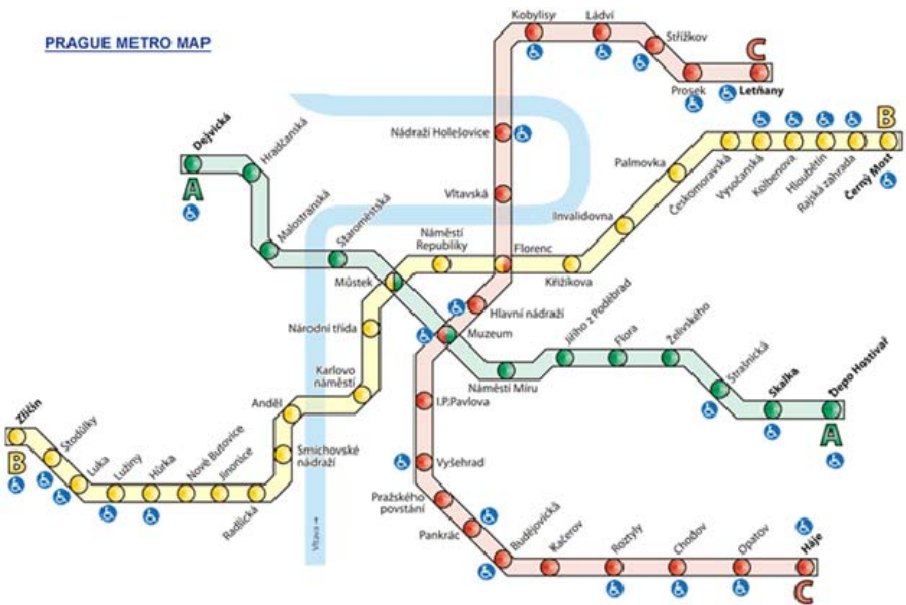 PRAGUE METRO MAP
Kobylisy
Ládví
Střížkov
C
Prosek
Letňany
Nádraží Holešovice
Vltavská
Dejvická
Hradčanská
A
Malostranská
Staroměstská
Můstek
Náměstí
Republiky
Florenc
Křižíkova
Invalidovna
Palmovka
Českomoravská
Vysočanská
Kolbenova
Hloubětín
Rajská zahrada
B
Černý Most
Hlavní nádraží
Muzeum
Národní třída
Karlovo
náměstí
Anděl
Smíchovské
nádraží
Náměstí Míru
Jiřího z Poděbrad
Flora
Želivského
Strašnická
Skalka
Depo Hostivař
A
I.P.Pavlova
Vyšehrad
Pražského
povstání
Pankrác
Budějovická
Kačerov
Roztyly
Chodov
Opatov
Háje
C
Zličín
B
Stodůlky
Luka
Lužiny
Hůrka
Nové Butovice
Jinonice
Radlická
Vltava →